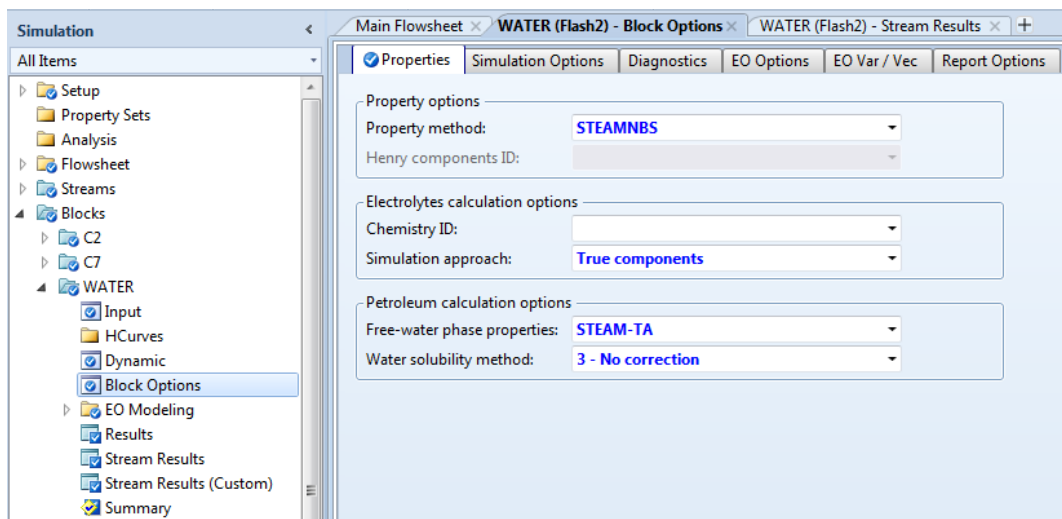 Simulation
All Items
Setup
Property Sets
Analysis
Flowsheet
Streams
Blocks
C2
C7
WATER
Input
HCurves
Dynamic
Block Options
EO Modeling
Results
Stream Results
Stream Results (Custom)
Summary
Main Flowsheet
WATER (Flash2) - Block Options
WATER (Flash2) - Stream Results
Properties
Simulation Options
Diagnostics
EO Options
EO Var / Vec
Report Options
Property options
Property method: STEAMNBS
Henry components ID:
Electrolytes calculation options
Chemistry ID:
Simulation approach: True components
Petroleum calculation options
Free-water phase properties: STEAM-TA
Water solubility method: 3 - No correction